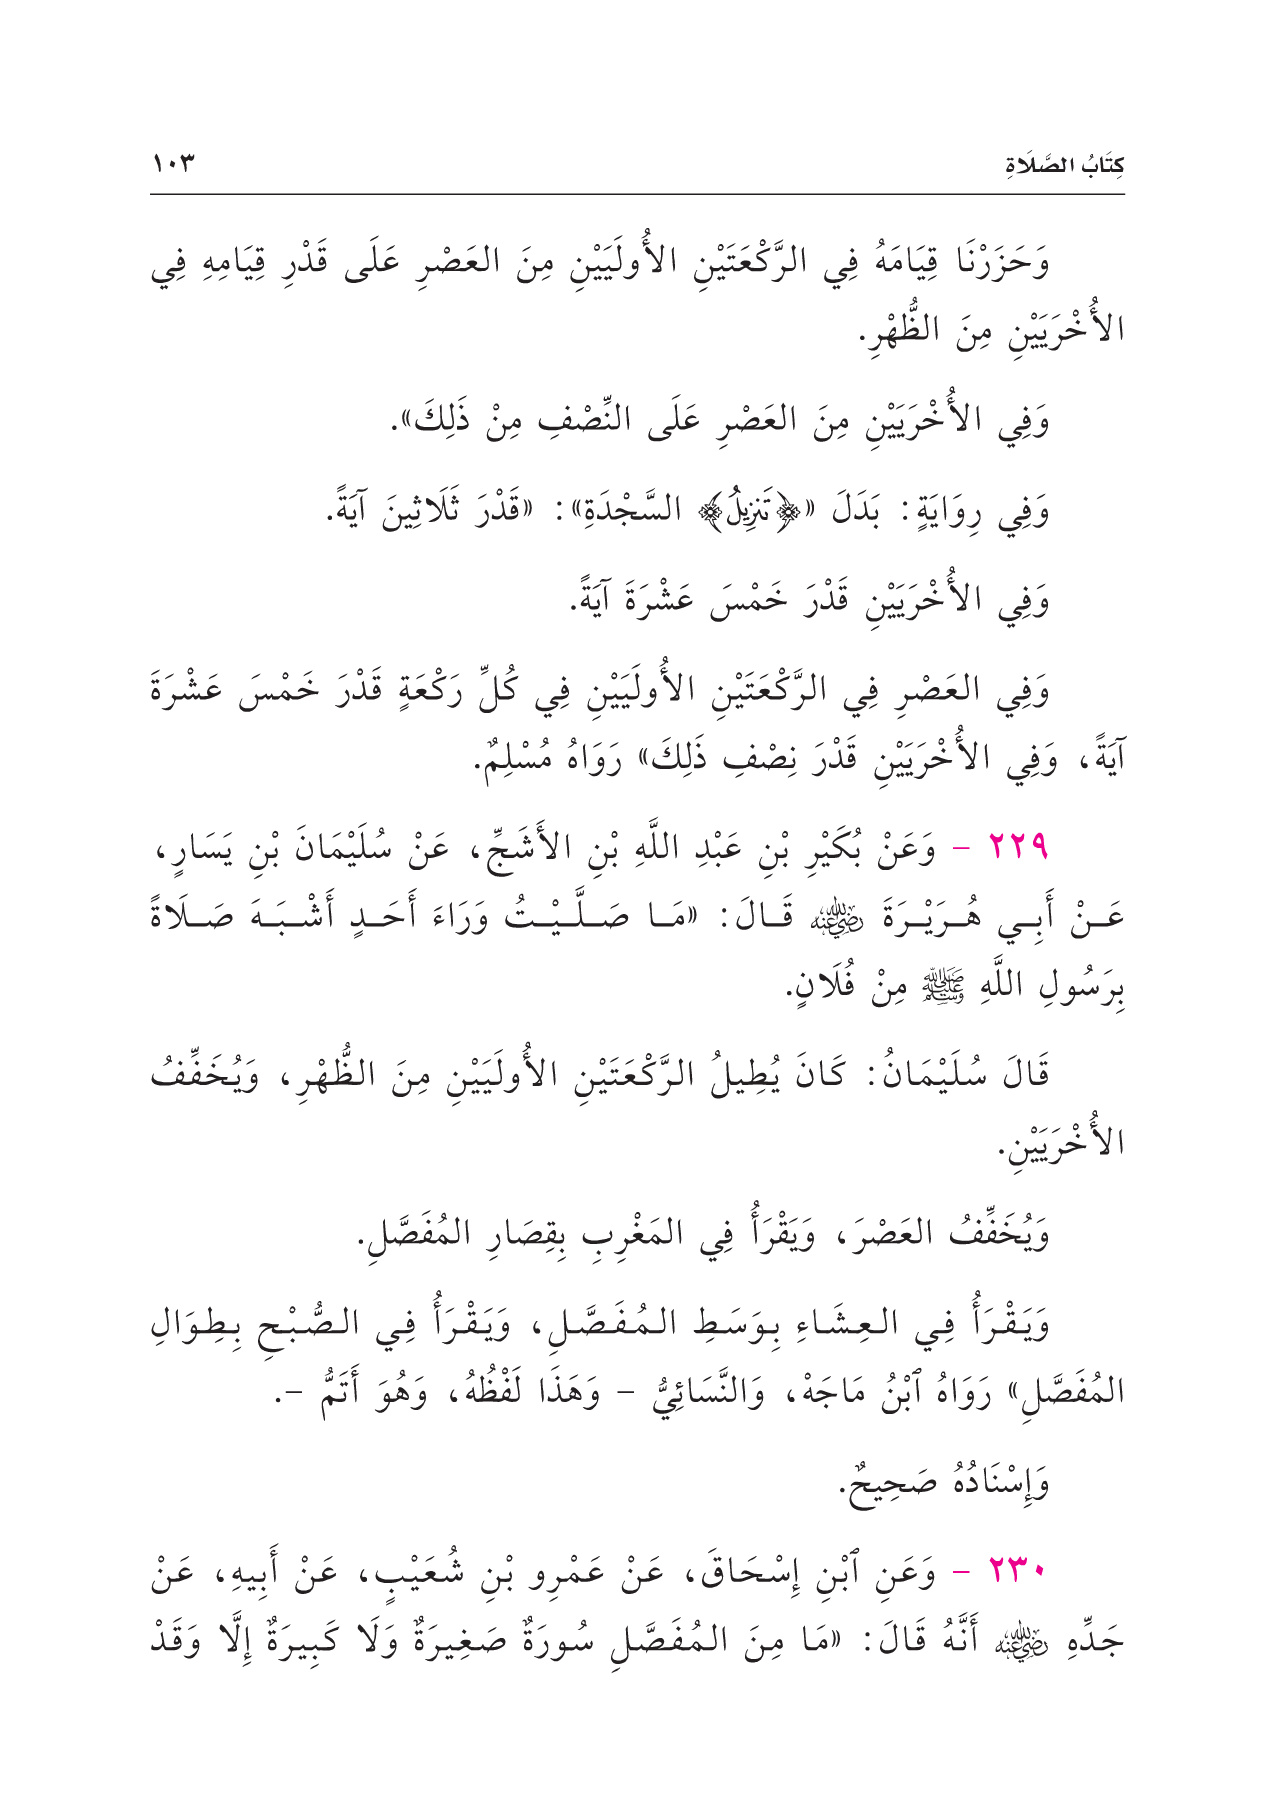 كِتَابُ الصَّلَاةِ ١٠٣
وَحَزَرْنَا قِيَامَهُ فِي الرَّكْعَتَيْنِ الأُولَيَيْنِ مِنَ العَصْرِ عَلَى قَدْرِ قِيَامِهِ فِي
الأُخْرَيَيْنِ مِنَ الظُّهْرِ.
وَفِي الأُخْرَيَيْنِ مِنَ العَصْرِ عَلَى النِّصْفِ مِنْ ذَلِكَ».
وَفِي رِوَايَةٍ: بَدَلَ «﴿تَنزِيلُ﴾ السَّجْدَةِ»: «قَدْرَ ثَلَاثِينَ آيَةً.
وَفِي الأُخْرَيَيْنِ قَدْرَ خَمْسَ عَشْرَةَ آيَةً.
وَفِي العَصْرِ فِي الرَّكْعَتَيْنِ الأُولَيَيْنِ فِي كُلِّ رَكْعَةٍ قَدْرَ خَمْسَ عَشْرَةَ
آيَةً، وَفِي الأُخْرَيَيْنِ قَدْرَ نِصْفِ ذَلِكَ» رَوَاهُ مُسْلِمٌ.
٢٢٩ - وَعَنْ بُكَيْرِ بْنِ عَبْدِ اللَّهِ بْنِ الأَشَجِّ، عَنْ سُلَيْمَانَ بْنِ يَسَارٍ،
عَنْ أَبِي هُرَيْرَةَ رضي الله عنه قَالَ: «مَا صَلَّيْتُ وَرَاءَ أَحَدٍ أَشْبَهَ صَلَاةً
بِرَسُولِ اللَّهِ ﷺ مِنْ فُلَانٍ.
قَالَ سُلَيْمَانُ: كَانَ يُطِيلُ الرَّكْعَتَيْنِ الأُولَيَيْنِ مِنَ الظُّهْرِ، وَيُخَفِّفُ
الأُخْرَيَيْنِ.
وَيُخَفِّفُ العَصْرَ، وَيَقْرَأُ فِي المَغْرِبِ بِقِصَارِ المُفَصَّلِ.
وَيَقْرَأُ فِي العِشَاءِ بِوَسَطِ المُفَصَّلِ، وَيَقْرَأُ فِي الصُّبْحِ بِطِوَالِ
المُفَصَّلِ» رَوَاهُ ٱبْنُ مَاجَهْ، وَالنَّسَائِيُّ - وَهَذَا لَفْظُهُ، وَهُوَ أَتَمُّ -.
وَإِسْنَادُهُ صَحِيحٌ.
٢٣٠ - وَعَنِ ٱبْنِ إِسْحَاقَ، عَنْ عَمْرِو بْنِ شُعَيْبٍ، عَنْ أَبِيهِ، عَنْ
جَدِّهِ رضي الله عنه أَنَّهُ قَالَ: «مَا مِنَ المُفَصَّلِ سُورَةٌ صَغِيرَةٌ وَلَا كَبِيرَةٌ إِلَّا وَقَدْ